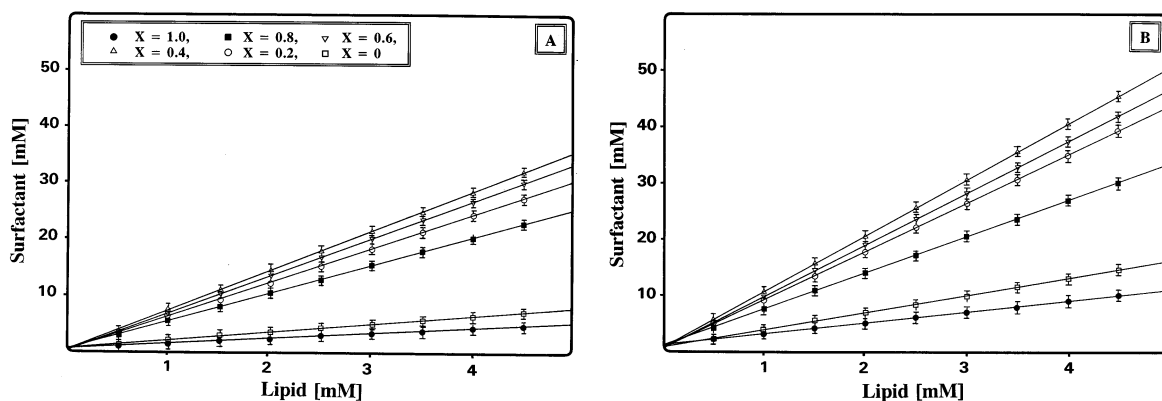 ● X = 1.0, ■ X = 0.8, ▽ X = 0.6,
△ X = 0.4, ○ X = 0.2, □ X = 0
A
50
40
30
20
10
Surfactant [mM]
1 2 3 4
Lipid [mM]
B
50
40
30
20
10
Surfactant [mM]
1 2 3 4
Lipid [mM]